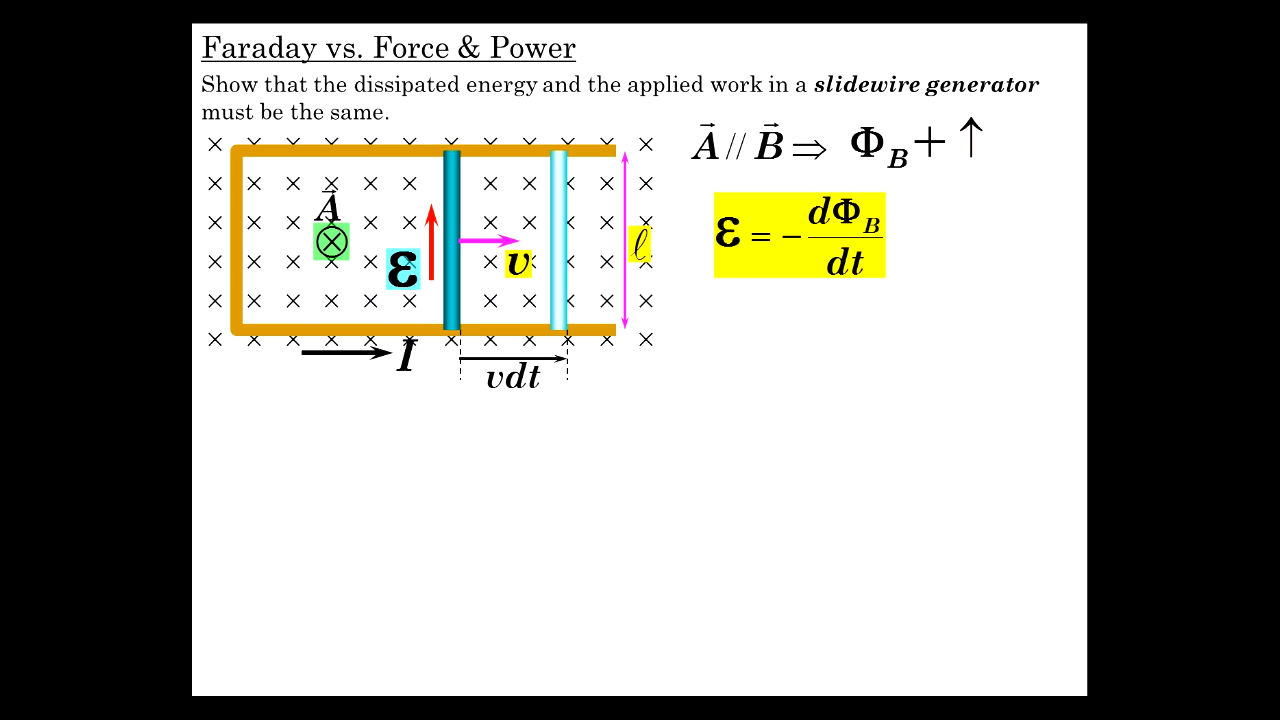 Faraday vs. Force & Power
Show that the dissipated energy and the applied work in a slidewire generator
must be the same.
A⃗ // B⃗ ⇒ Φ_B + ↑
A⃗
⊗
ε
v
ℓ
ε = − dΦ_B / dt
I
vdt